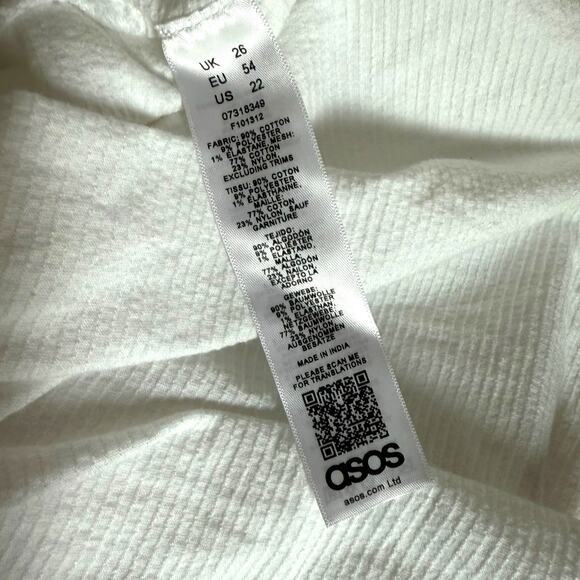 UK 26
EU 54
US 22
07318349
F101312
FABRIC: 90% COTTON
9% POLYESTER
1% ELASTANE MESH:
77% COTTON
23% NYLON
EXCLUDING TRIMS
TISSU: 90% COTON
9% POLYESTER
1% ÉLASTHANNE,
MAILLE:
77% COTON
23% NYLON, SAUF
GARNITURE
TEJIDO:
90% ALGODÓN
9% POLIÉSTER
1% ELASTANO,
MALLA:
77% ALGODÓN
23% NAILON,
EXCEPTO LA
ADORNO
GEWEBE:
90% BAUMWOLLE
9% POLYESTER
1% ELASTHAN,
NETZGEWEBE:
77% BAUMWOLLE
23% NYLON
AUSGENOMMEN
BESÄTZE
MADE IN INDIA
PLEASE SCAN ME
FOR TRANSLATIONS
asos
asos.com Ltd